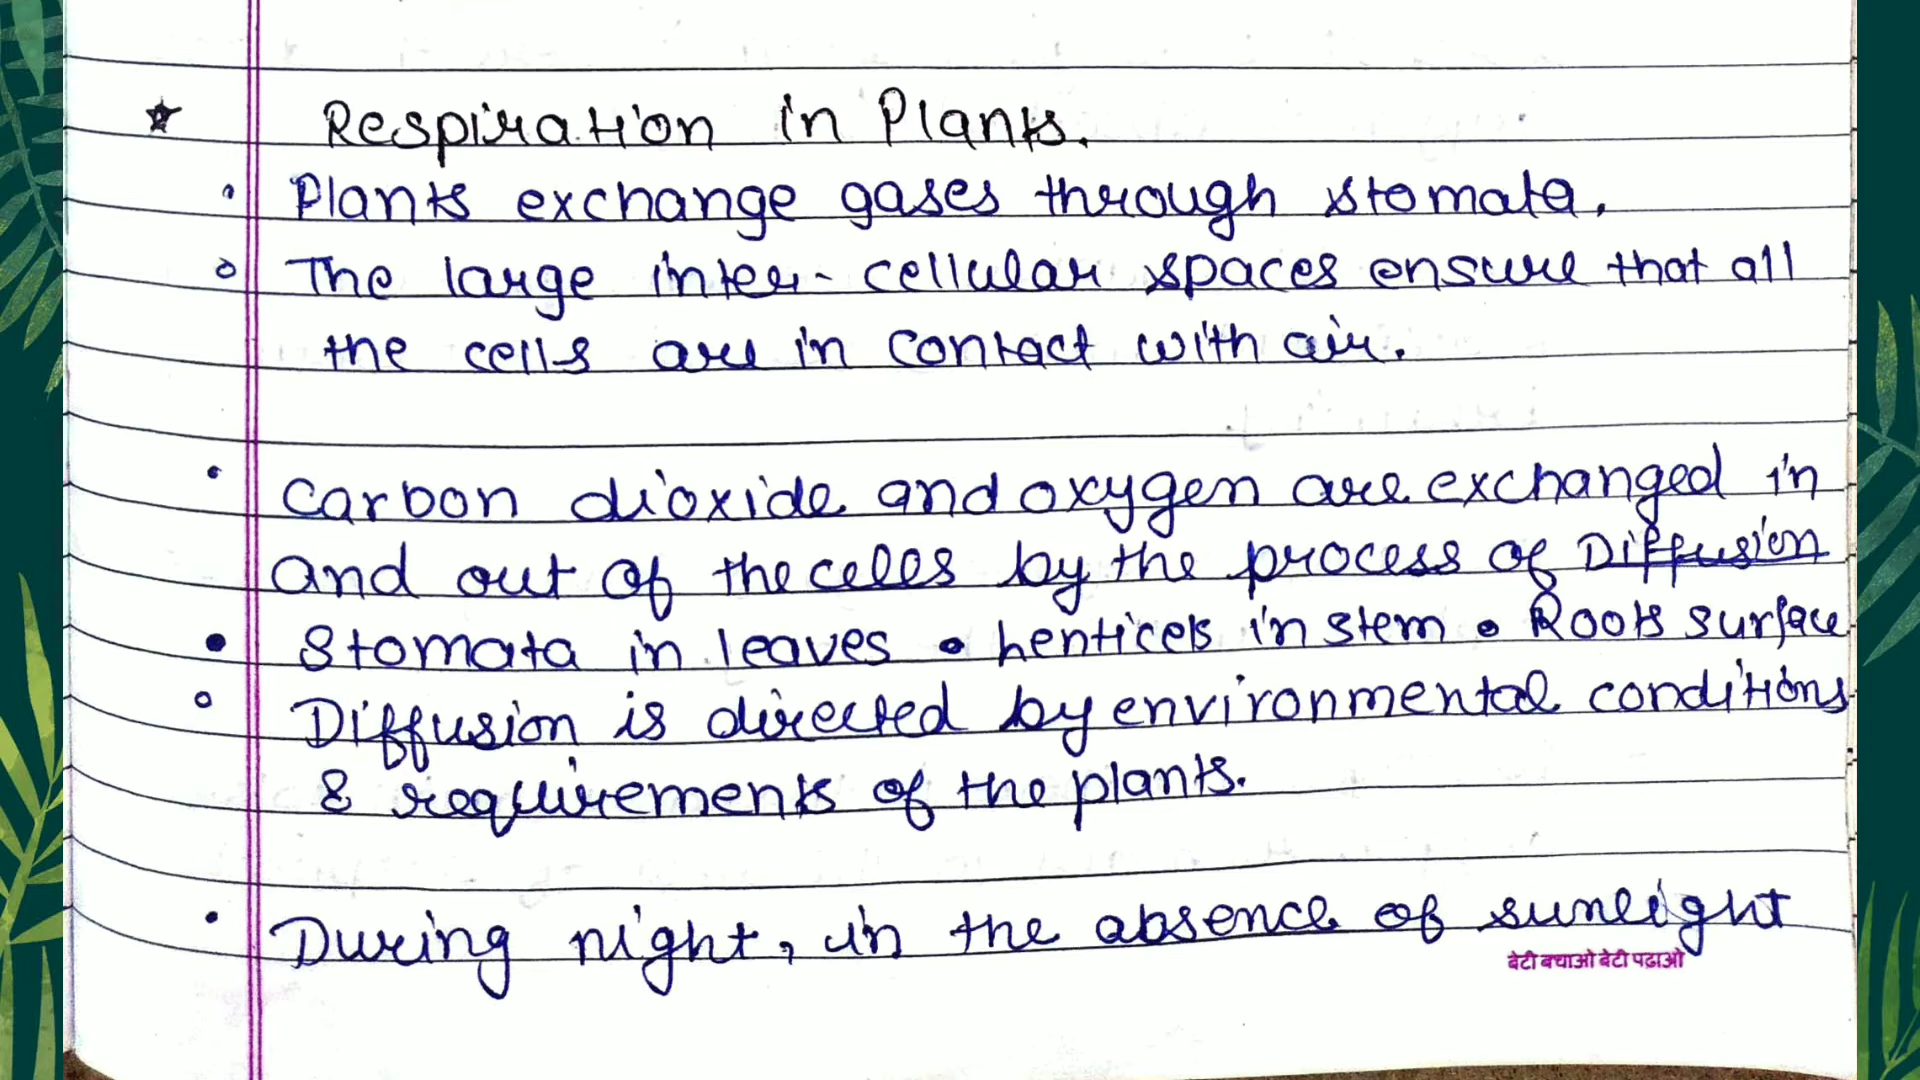 ★ Respiration in Plants.
• Plants exchange gases through stomata.
◦ The large inter-cellular spaces ensure that all
the cells are in contact with air.
• Carbon dioxide and oxygen are exchanged in
and out of the cells by the process of Diffusion
• Stomata in leaves • henticels in stem • Roots surface
◦ Diffusion is directed by environmental conditions
& requirements of the plants.
• During night, in the absence of sunlight
बेटी बचाओ बेटी पढाओ